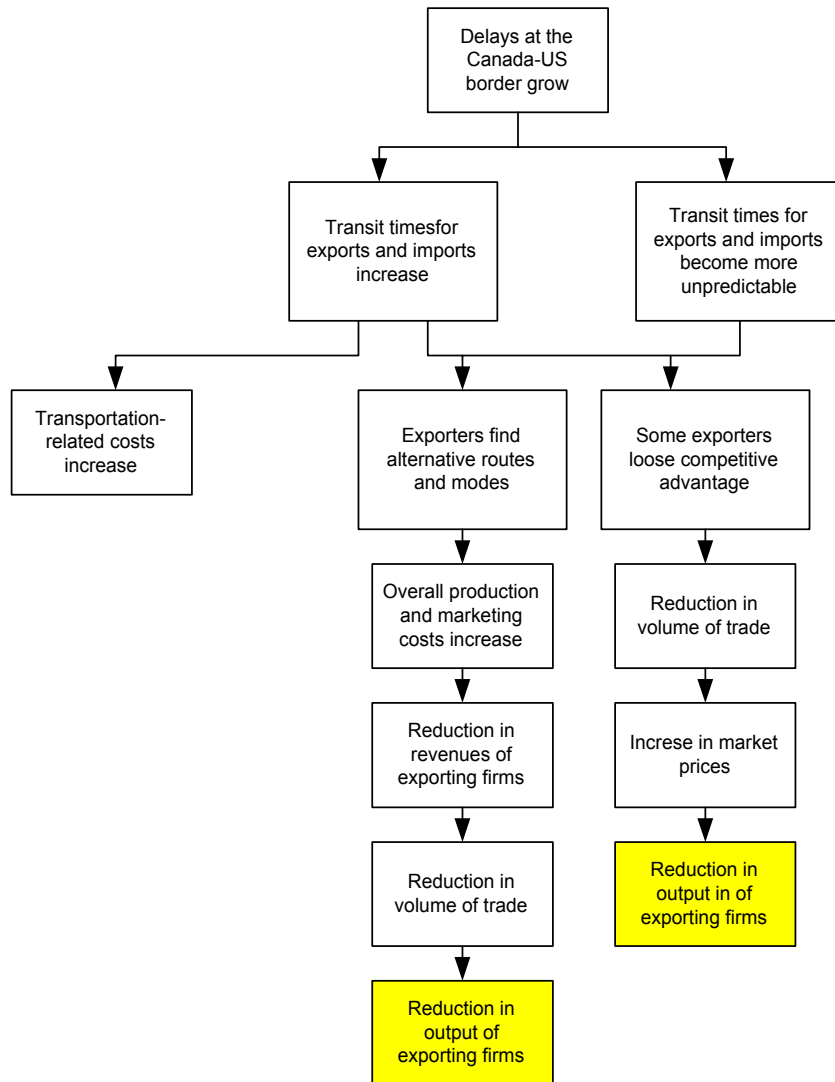 Delays at the
Canada-US
border grow
Transit timesfor
exports and imports
increase
Transit times for
exports and imports
become more
unpredictable
Transportation-
related costs
increase
Exporters find
alternative routes
and modes
Some exporters
loose competitive
advantage
Overall production
and marketing
costs increase
Reduction in
volume of trade
Reduction in
revenues of
exporting firms
Increse in market
prices
Reduction in
volume of trade
Reduction in
output in of
exporting firms
Reduction in
output of
exporting firms